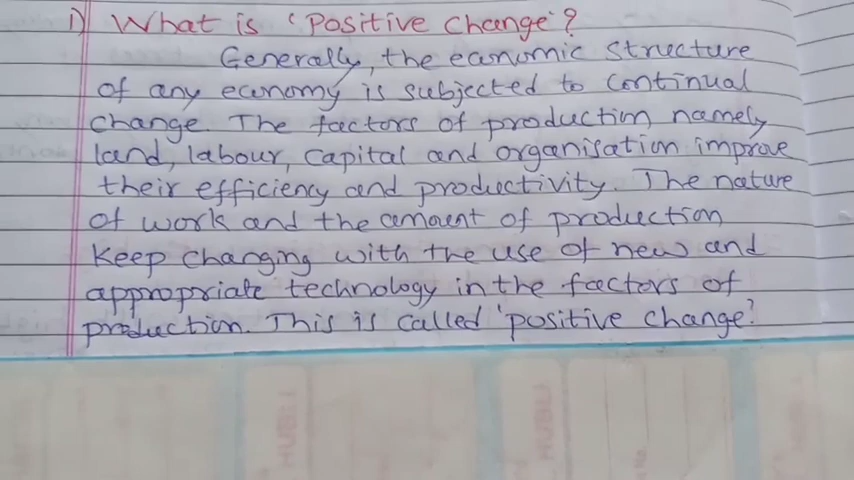 1) What is 'Positive change'?
Generally, the economic structure
of any economy is subjected to continual
change. The factors of production namely
land, labour, capital and organisation improve
their efficiency and productivity. The nature
of work and the amount of production
keep changing with the use of new and
appropriate technology in the factors of
production. This is called 'positive change'.
HUBLI
HUBLI
HUBLI